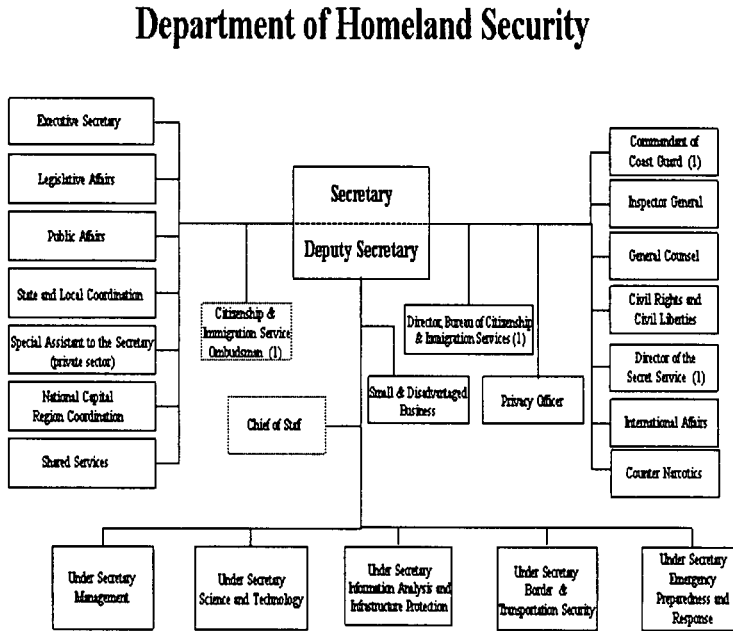 Department of Homeland Security
Executive Secretary
Legislative Affairs
Public Affairs
State and Local Coordination
Special Assistant to the Secretary
(private sector)
National Capital
Region Coordination
Shared Services
Secretary
Deputy Secretary
Citizenship &
Immigration Service
Ombudsman (1)
Director, Bureau of Citizenship
& Immigration Services (1)
Small & Disadvantaged
Business
Privacy Officer
Chief of Staff
Commandant of
Coast Guard (1)
Inspector General
General Counsel
Civil Rights and
Civil Liberties
Director of the
Secret Service (1)
International Affairs
Counter Narcotics
Under Secretary
Management
Under Secretary
Science and Technology
Under Secretary
Information Analysis and
Infrastructure Protection
Under Secretary
Border &
Transportation Security
Under Secretary
Emergency
Preparedness and
Response